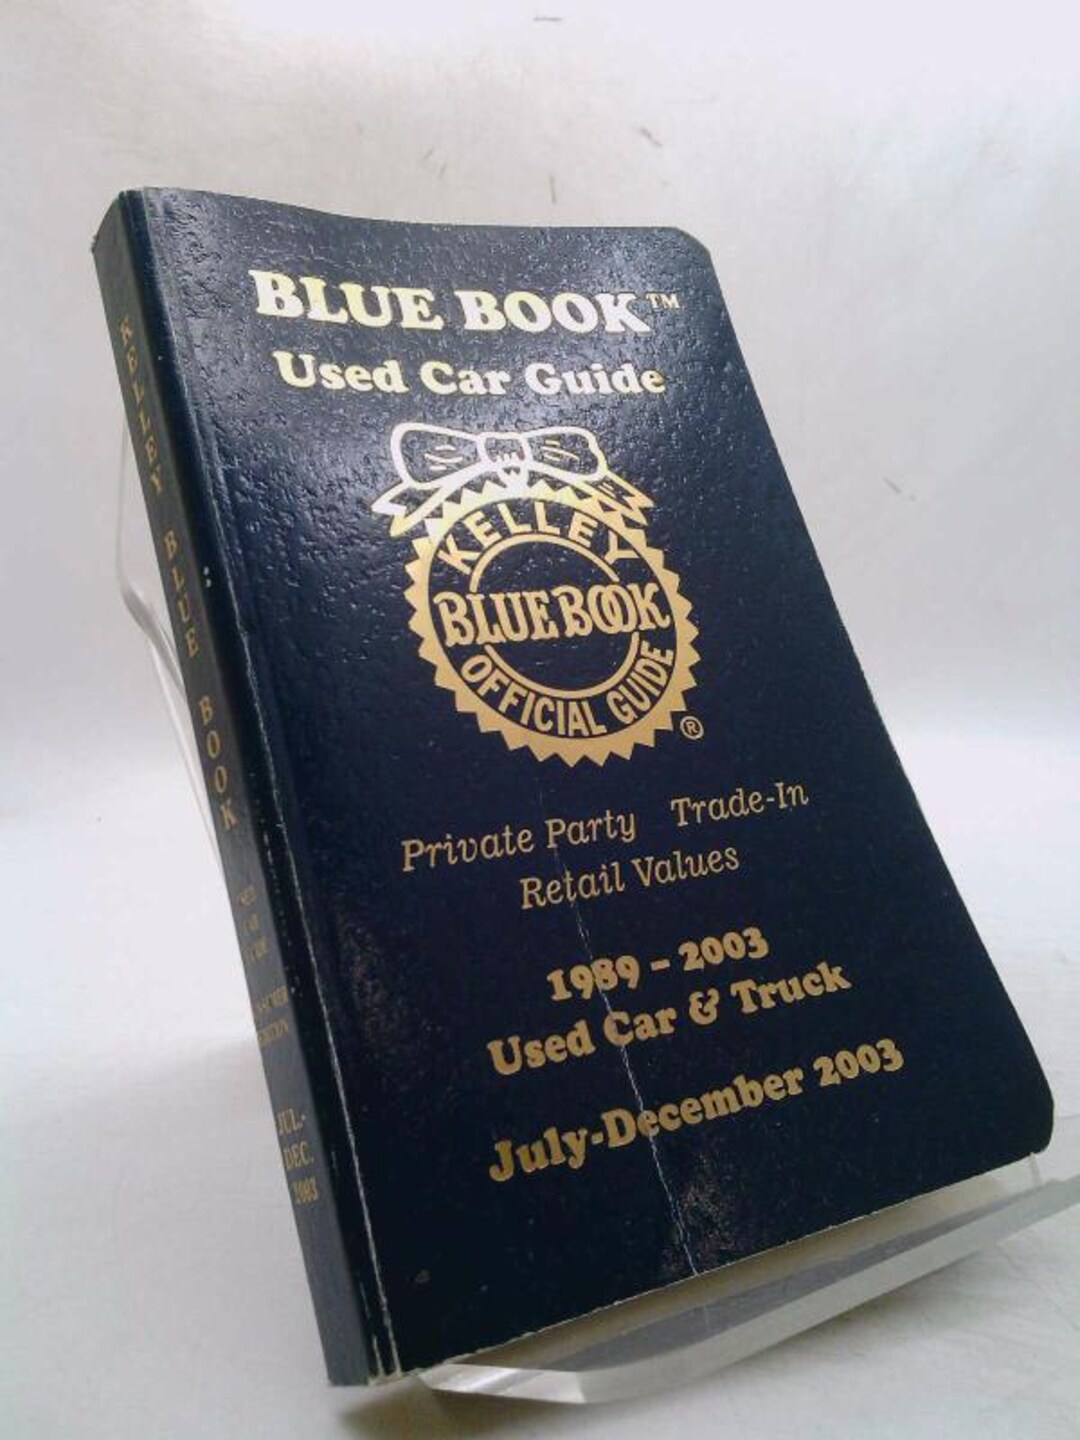 BLUE BOOK™
Used Car Guide
KELLEY
BLUE BOOK
OFFICIAL GUIDE
®
Private Party Trade-In
Retail Values
1989 - 2003
Used Car & Truck
July-December 2003
KELLEY BLUE BOOK
JUL.-
DEC.
2003